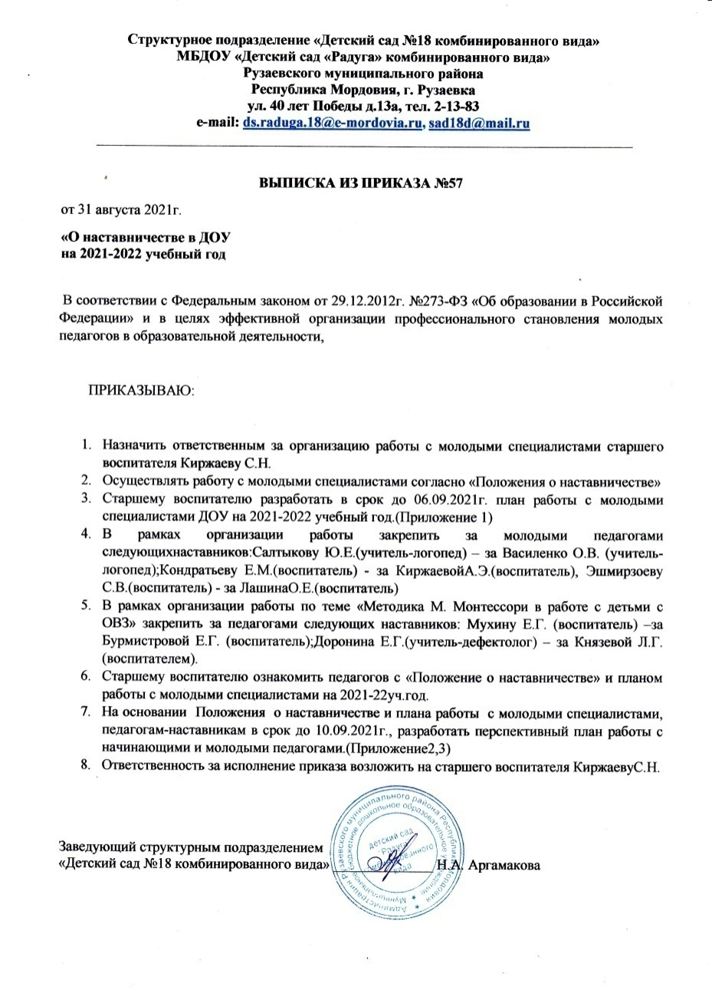 Структурное подразделение «Детский сад №18 комбинированного вида»
МБДОУ «Детский сад «Радуга» комбинированного вида»
Рузаевского муниципального района
Республика Мордовия, г. Рузаевка
ул. 40 лет Победы д.13а, тел. 2-13-83
e-mail: ds.raduga.18@e-mordovia.ru, sad18d@mail.ru
ВЫПИСКА ИЗ ПРИКАЗА №57
от 31 августа 2021г.
«О наставничестве в ДОУ
на 2021-2022 учебный год
В соответствии с Федеральным законом от 29.12.2012г. №273-ФЗ «Об образовании в Российской
Федерации» и в целях эффективной организации профессионального становления молодых
педагогов в образовательной деятельности,
ПРИКАЗЫВАЮ:
1. Назначить ответственным за организацию работы с молодыми специалистами старшего
воспитателя Киржаеву С.Н.
2. Осуществлять работу с молодыми специалистами согласно «Положения о наставничестве»
3. Старшему воспитателю разработать в срок до 06.09.2021г. план работы с молодыми
специалистами ДОУ на 2021-2022 учебный год.(Приложение 1)
4. В рамках организации работы закрепить за молодыми педагогами
следующихнаставников:Салтыкову Ю.Е.(учитель-логопед) – за Василенко О.В. (учитель-
логопед);Кондратьеву Е.М.(воспитатель) - за КиржаевойА.Э.(воспитатель), Эшмирзоеву
С.В.(воспитатель) - за ЛашинаО.Е.(воспитатель)
5. В рамках организации работы по теме «Методика М. Монтессори в работе с детьми с
ОВЗ» закрепить за педагогами следующих наставников: Мухину Е.Г. (воспитатель) –за
Бурмистровой Е.Г. (воспитатель);Доронина Е.Г.(учитель-дефектолог) – за Князевой Л.Г.
(воспитателем).
6. Старшему воспитателю ознакомить педагогов с «Положение о наставничестве» и планом
работы с молодыми специалистами на 2021-22уч.год.
7. На основании Положения о наставничестве и плана работы с молодыми специалистами,
педагогам-наставникам в срок до 10.09.2021г., разработать перспективный план работы с
начинающими и молодыми педагогами.(Приложение2,3)
8. Ответственность за исполнение приказа возложить на старшего воспитателя КиржаевуС.Н.
Заведующий структурным подразделением
«Детский сад №18 комбинированного вида» Н.А. Аргамакова
Администрация Рузаевского муниципального района Республики Мордовия
Муниципальное бюджетное дошкольное образовательное учреждение
детский сад
Радуга
комбинированного
вида